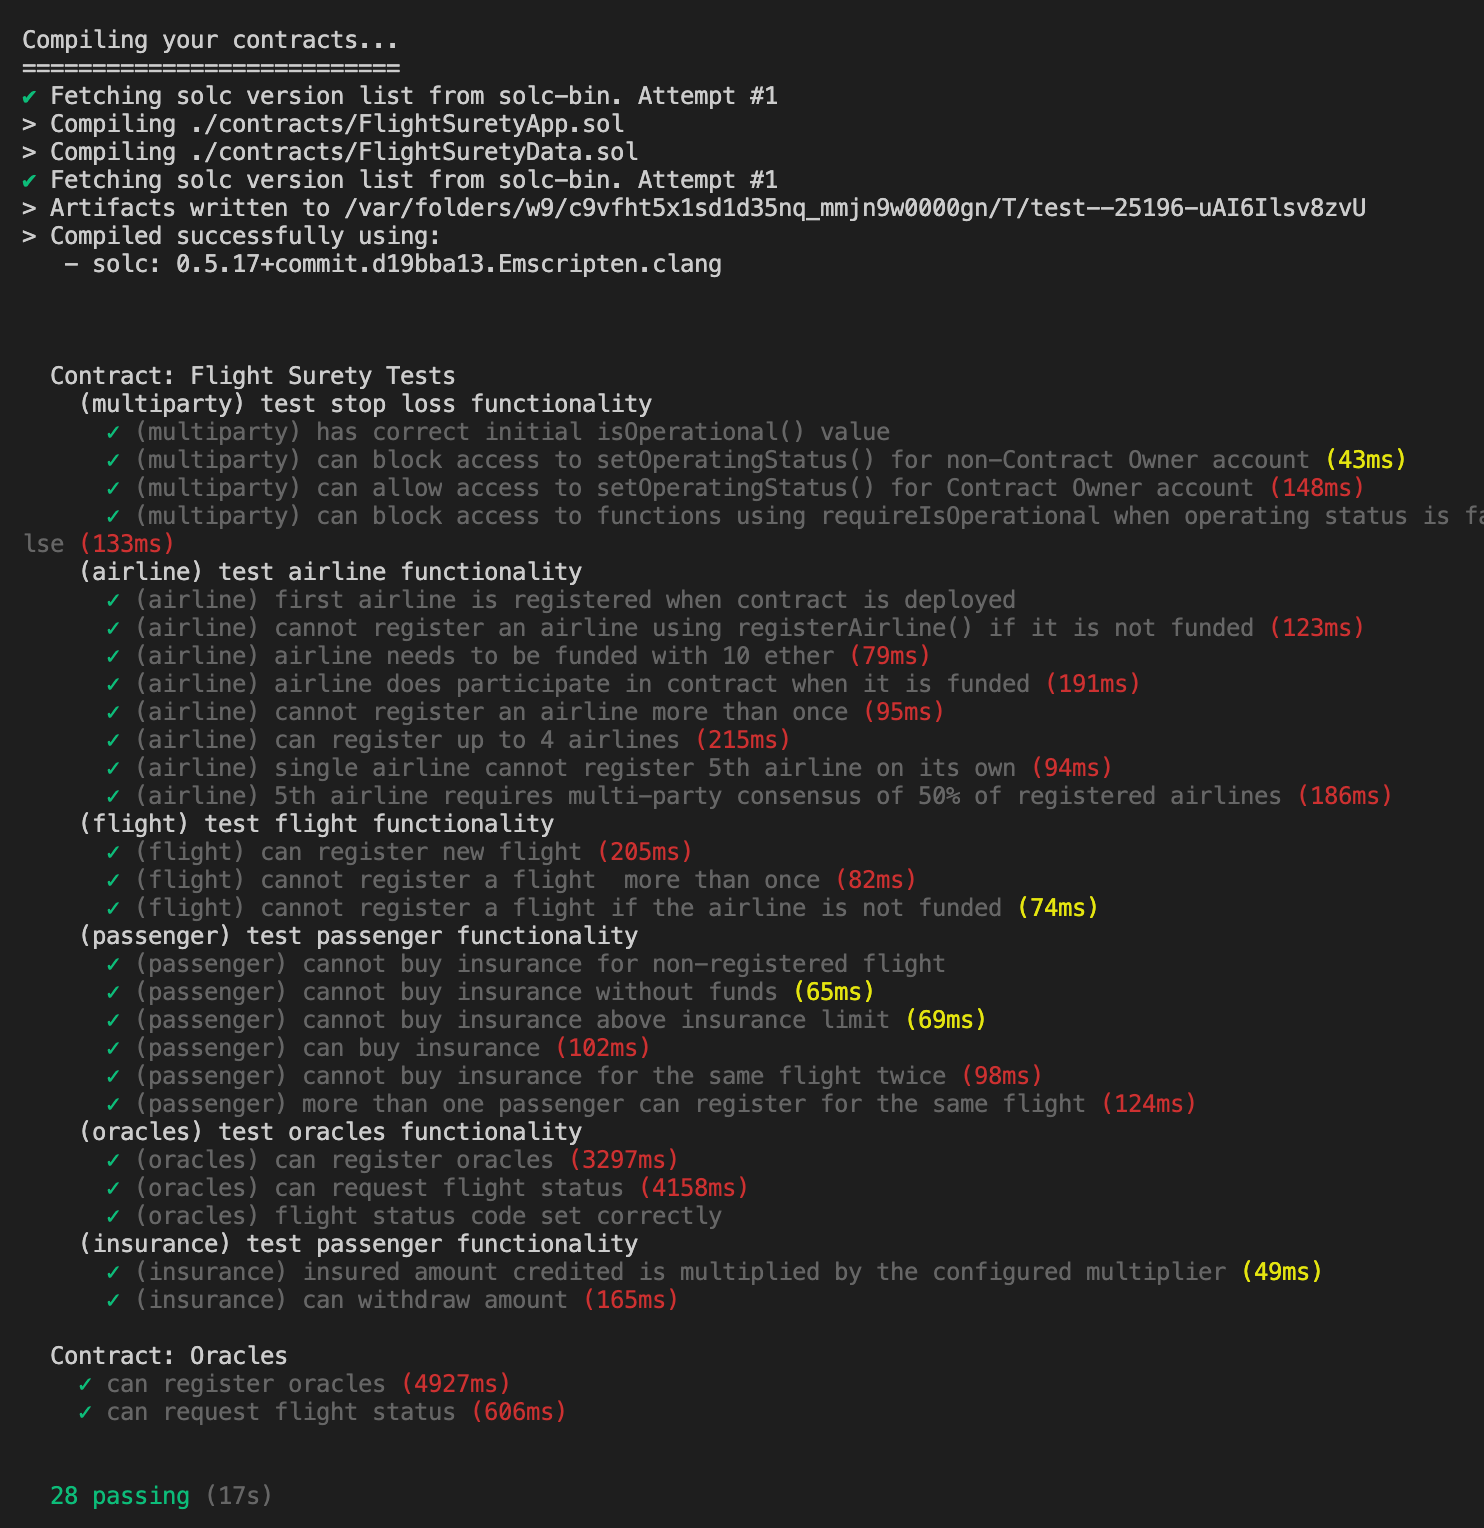 Compiling your contracts...
===========================
✔ Fetching solc version list from solc-bin. Attempt #1
> Compiling ./contracts/FlightSuretyApp.sol
> Compiling ./contracts/FlightSuretyData.sol
✔ Fetching solc version list from solc-bin. Attempt #1
> Artifacts written to /var/folders/w9/c9vfht5x1sd1d35nq_mmjn9w0000gn/T/test--25196-uAI6Ilsv8zvU
> Compiled successfully using:
   - solc: 0.5.17+commit.d19bba13.Emscripten.clang
  Contract: Flight Surety Tests
    (multiparty) test stop loss functionality
      ✓ (multiparty) has correct initial isOperational() value
      ✓ (multiparty) can block access to setOperatingStatus() for non-Contract Owner account (43ms)
      ✓ (multiparty) can allow access to setOperatingStatus() for Contract Owner account (148ms)
      ✓ (multiparty) can block access to functions using requireIsOperational when operating status is fa
lse (133ms)
    (airline) test airline functionality
      ✓ (airline) first airline is registered when contract is deployed
      ✓ (airline) cannot register an airline using registerAirline() if it is not funded (123ms)
      ✓ (airline) airline needs to be funded with 10 ether (79ms)
      ✓ (airline) airline does participate in contract when it is funded (191ms)
      ✓ (airline) cannot register an airline more than once (95ms)
      ✓ (airline) can register up to 4 airlines (215ms)
      ✓ (airline) single airline cannot register 5th airline on its own (94ms)
      ✓ (airline) 5th airline requires multi-party consensus of 50% of registered airlines (186ms)
    (flight) test flight functionality
      ✓ (flight) can register new flight (205ms)
      ✓ (flight) cannot register a flight  more than once (82ms)
      ✓ (flight) cannot register a flight if the airline is not funded (74ms)
    (passenger) test passenger functionality
      ✓ (passenger) cannot buy insurance for non-registered flight
      ✓ (passenger) cannot buy insurance without funds (65ms)
      ✓ (passenger) cannot buy insurance above insurance limit (69ms)
      ✓ (passenger) can buy insurance (102ms)
      ✓ (passenger) cannot buy insurance for the same flight twice (98ms)
      ✓ (passenger) more than one passenger can register for the same flight (124ms)
    (oracles) test oracles functionality
      ✓ (oracles) can register oracles (3297ms)
      ✓ (oracles) can request flight status (4158ms)
      ✓ (oracles) flight status code set correctly
    (insurance) test passenger functionality
      ✓ (insurance) insured amount credited is multiplied by the configured multiplier (49ms)
      ✓ (insurance) can withdraw amount (165ms)
  Contract: Oracles
    ✓ can register oracles (4927ms)
    ✓ can request flight status (606ms)
  28 passing (17s)